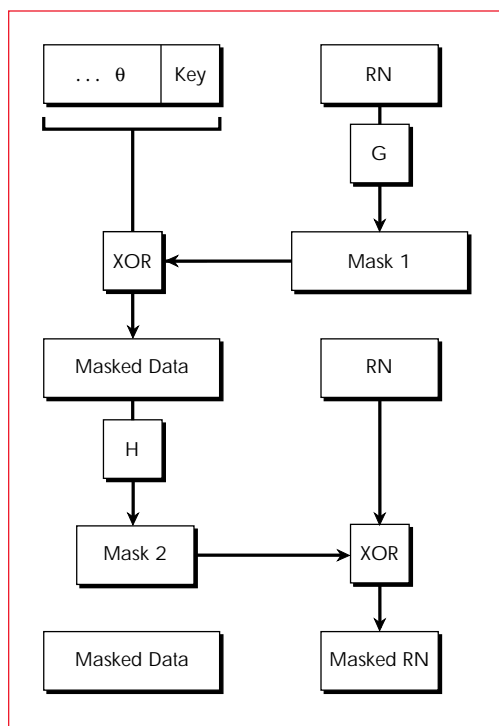 ... θ Key RN
G
XOR Mask 1
Masked Data RN
H
Mask 2 XOR
Masked Data Masked RN